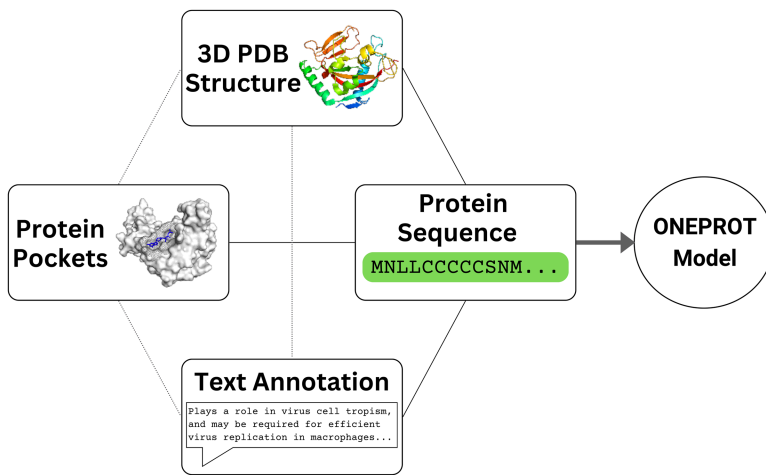 3D PDB
Structure
Protein
Pockets
Protein
Sequence
MNLLCCCCCSNM...
ONEPROT
Model
Text Annotation
Plays a role in virus cell tropism,
and may be required for efficient
virus replication in macrophages...